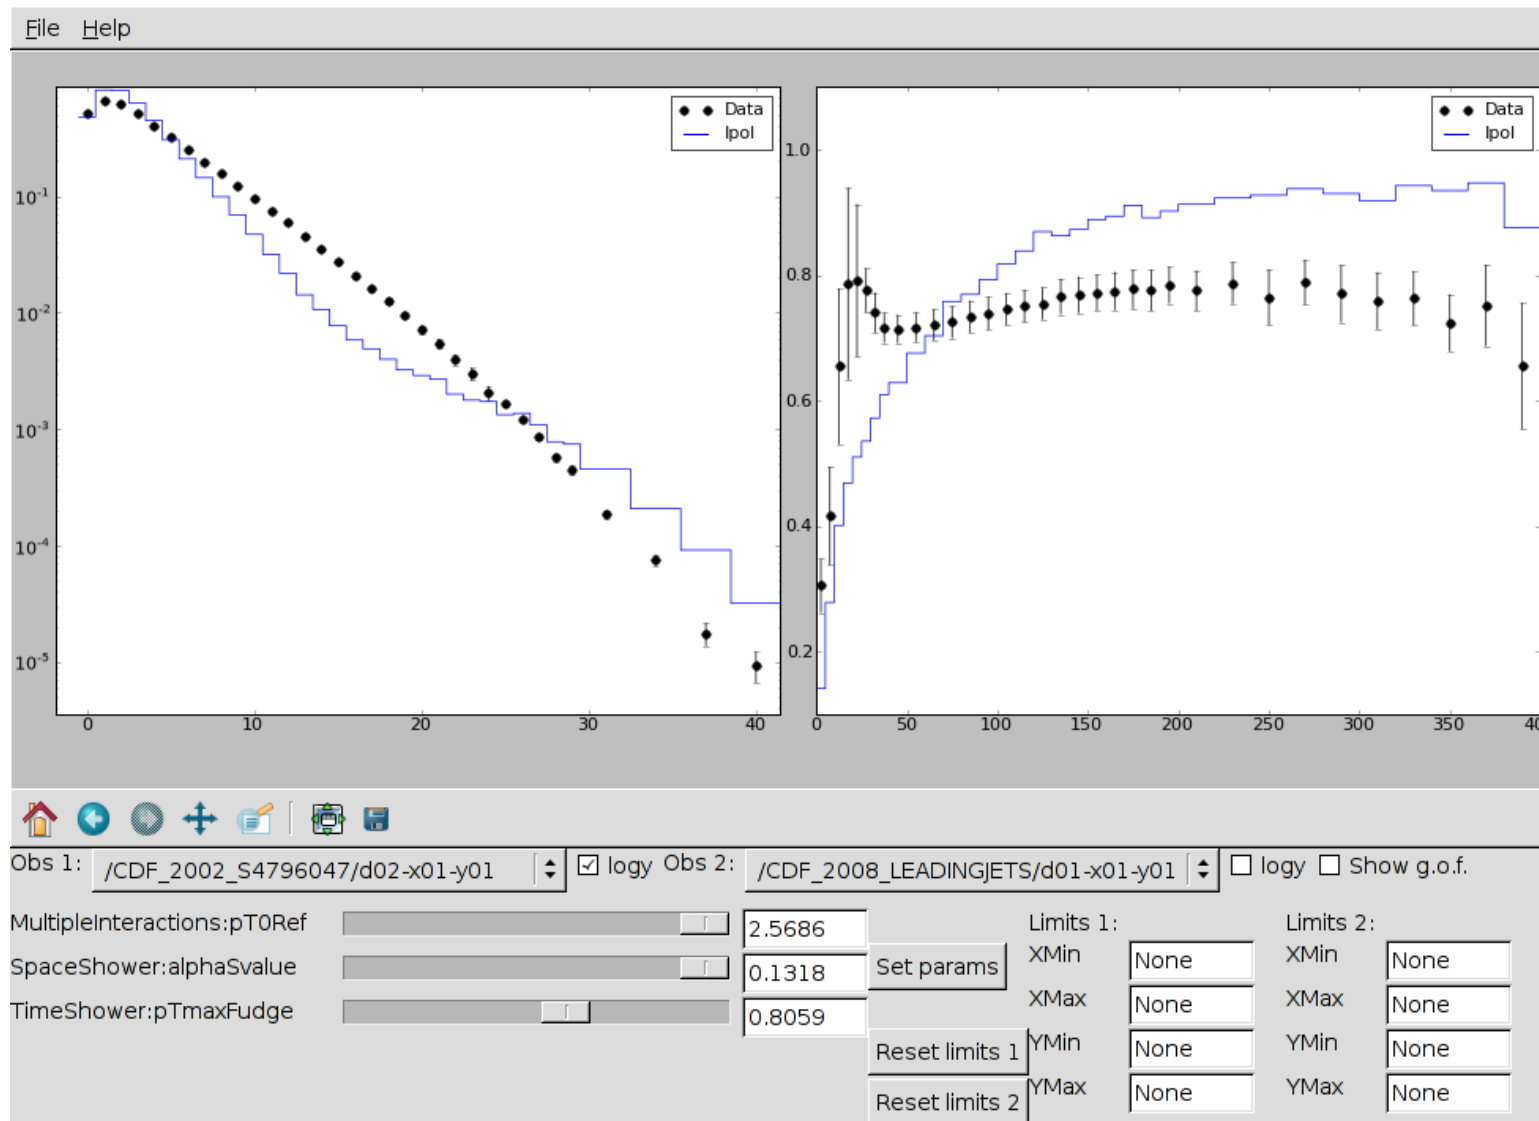 File Help
Data
Ipol
10^-1
10^-2
10^-3
10^-4
10^-5
0 10 20 30 40
Data
Ipol
1.0
0.8
0.6
0.4
0.2
0 50 100 150 200 250 300 350 40
Obs 1: /CDF_2002_S4796047/d02-x01-y01 logy Obs 2: /CDF_2008_LEADINGJETS/d01-x01-y01 logy Show g.o.f.
MultipleInteractions:pT0Ref 2.5686
SpaceShower:alphaSvalue 0.1318
TimeShower:pTmaxFudge 0.8059
Set params
Reset limits 1
Reset limits 2
Limits 1:
XMin None
XMax None
YMin None
YMax None
Limits 2:
XMin None
XMax None
YMin None
YMax None